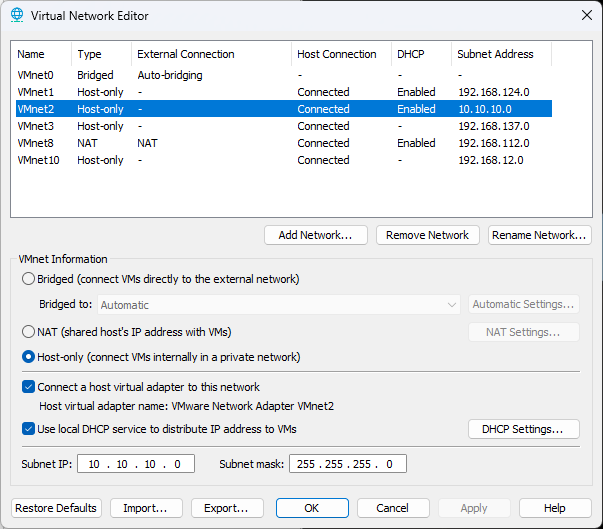 Virtual Network Editor
Name Type External Connection Host Connection DHCP Subnet Address
VMnet0 Bridged Auto-bridging - - -
VMnet1 Host-only - Connected Enabled 192.168.124.0
VMnet2 Host-only - Connected Enabled 10.10.10.0
VMnet3 Host-only - Connected - 192.168.137.0
VMnet8 NAT NAT Connected Enabled 192.168.112.0
VMnet10 Host-only - Connected - 192.168.12.0
Add Network... Remove Network Rename Network...
VMnet Information
Bridged (connect VMs directly to the external network)
Bridged to: Automatic Automatic Settings...
NAT (shared host's IP address with VMs) NAT Settings...
Host-only (connect VMs internally in a private network)
Connect a host virtual adapter to this network
Host virtual adapter name: VMware Network Adapter VMnet2
Use local DHCP service to distribute IP address to VMs DHCP Settings...
Subnet IP: 10 . 10 . 10 . 0 Subnet mask: 255 . 255 . 255 . 0
Restore Defaults Import... Export... OK Cancel Apply Help